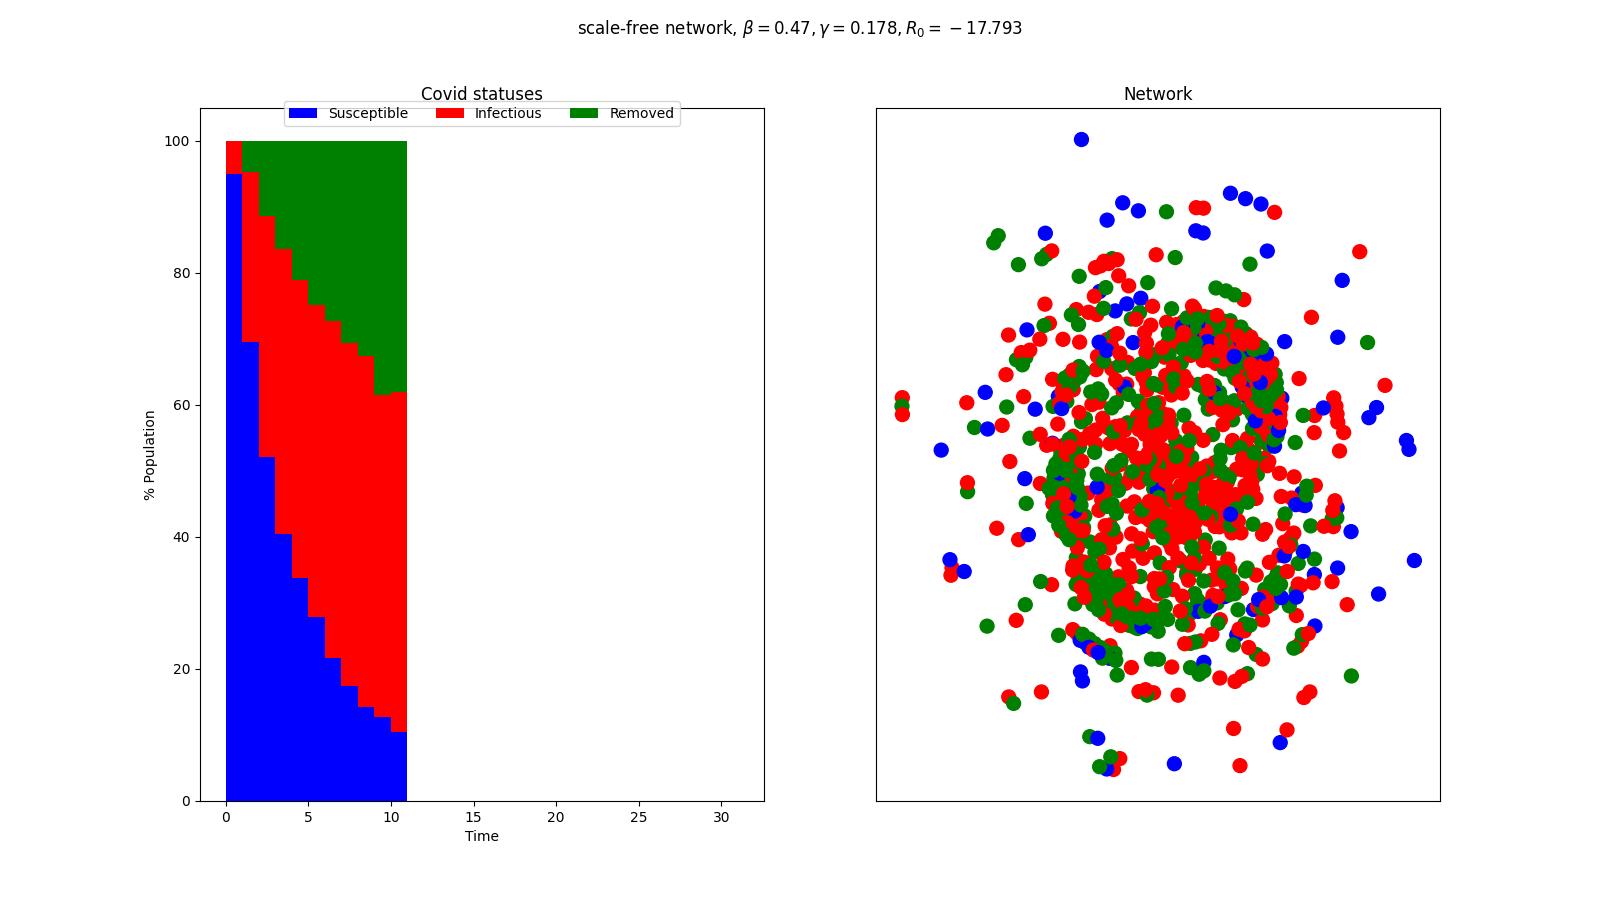 scale-free network, β = 0.47, γ = 0.178, R₀ = −17.793
Covid statuses
Susceptible Infectious Removed
100
80
60
40
20
0
% Population
0 5 10 15 20 25 30
Time
Network